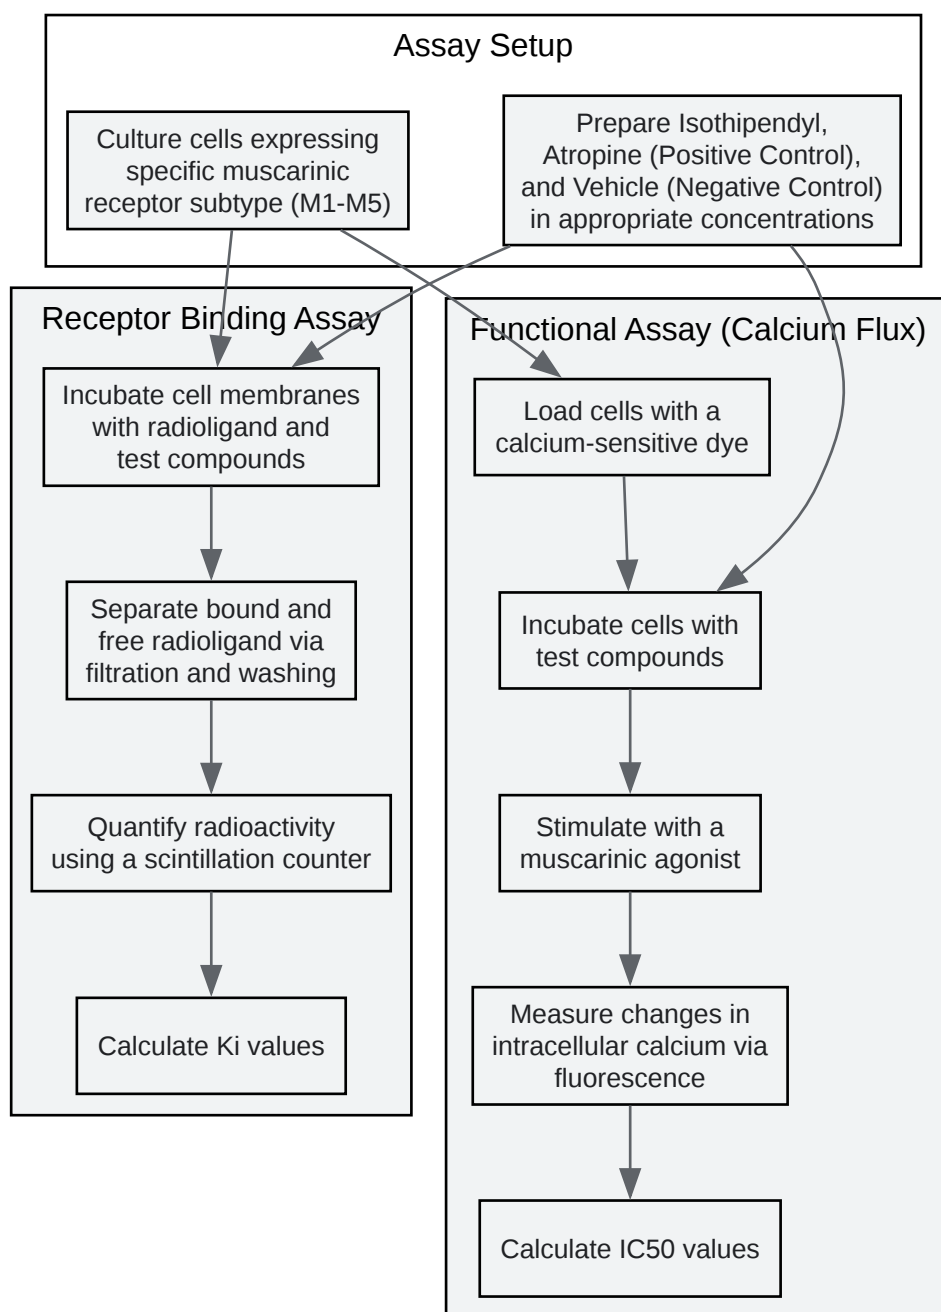 Assay Setup
Culture cells expressing
specific muscarinic
receptor subtype (M1-M5)
Prepare Isothipendyl,
Atropine (Positive Control),
and Vehicle (Negative Control)
in appropriate concentrations
Receptor Binding Assay
Incubate cell membranes
with radioligand and
test compounds
Separate bound and
free radioligand via
filtration and washing
Quantify radioactivity
using a scintillation counter
Calculate Ki values
Functional Assay (Calcium Flux)
Load cells with a
calcium-sensitive dye
Incubate cells with
test compounds
Stimulate with a
muscarinic agonist
Measure changes in
intracellular calcium via
fluorescence
Calculate IC50 values